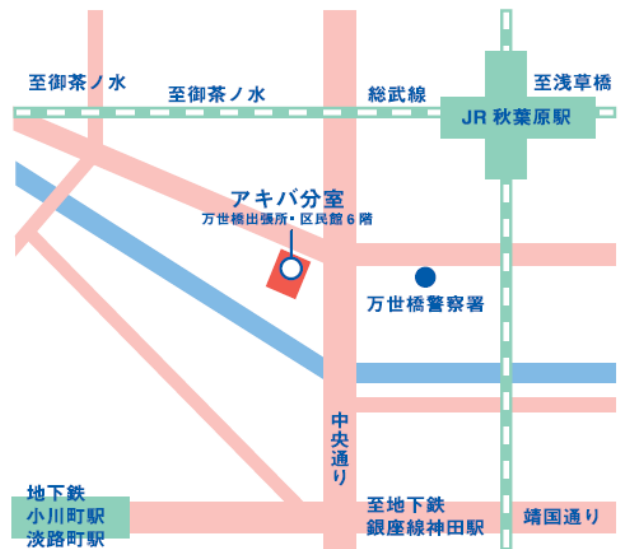 至御茶ノ水
至御茶ノ水
総武線
至浅草橋
JR 秋葉原駅
アキバ分室
万世橋出張所・区民館6階
万世橋警察署
中央通り
地下鉄
小川町駅
淡路町駅
至地下鉄
銀座線神田駅
靖国通り